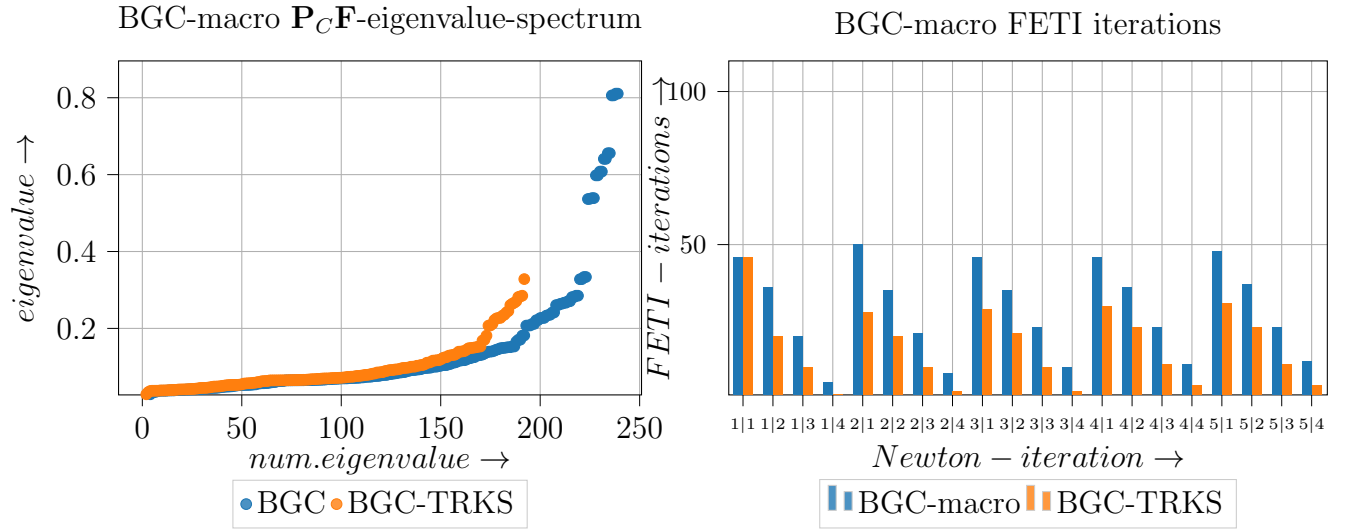 BGC-macro P_CF-eigenvalue-spectrum
eigenvalue →
0.8
0.6
0.4
0.2
0 50 100 150 200 250
num.eigenvalue →
BGC BGC-TRKS
BGC-macro FETI iterations
FETI − iterations →
100
50
1|1 1|2 1|3 1|4 2|1 2|2 2|3 2|4 3|1 3|2 3|3 3|4 4|1 4|2 4|3 4|4 5|1 5|2 5|3 5|4
Newton − iteration →
BGC-macro BGC-TRKS